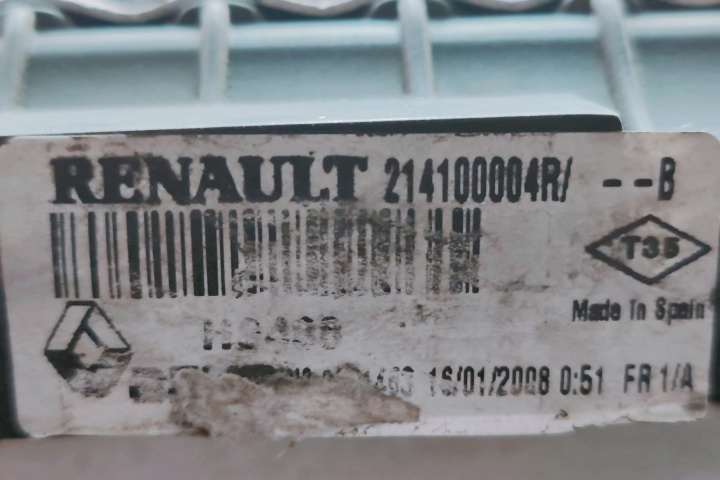 RENAULT 214100004R/ --B
T35
Made In Spain
16/01/2008 0:51 FR 1/A